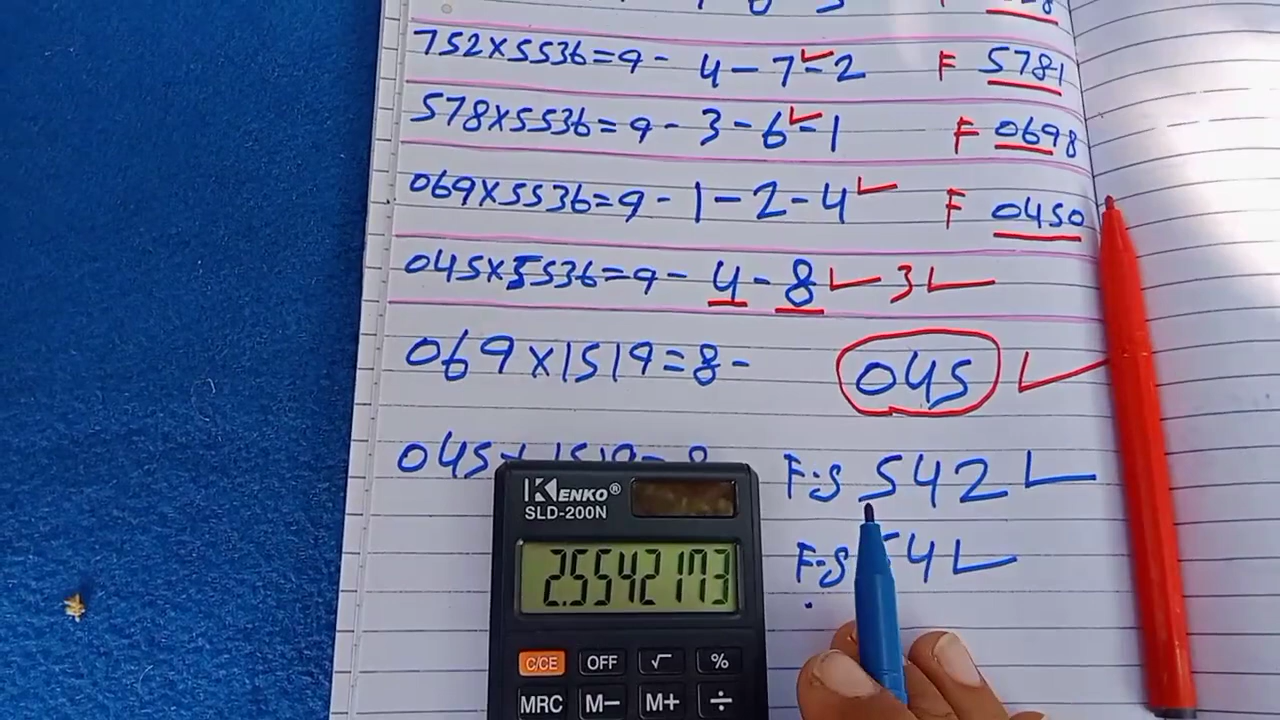 752×5536=9- 4-7-2 F 5781
578×5536=9-3-6-1 F 0698
069×5536=9-1-2-4 F 0450
045×5536=9-4-8 3
069×1519=8- 045
F-S 542
F-S 54
KENKO®
SLD-200N
2.5542173
C/CE OFF √ %
MRC M- M+ ÷